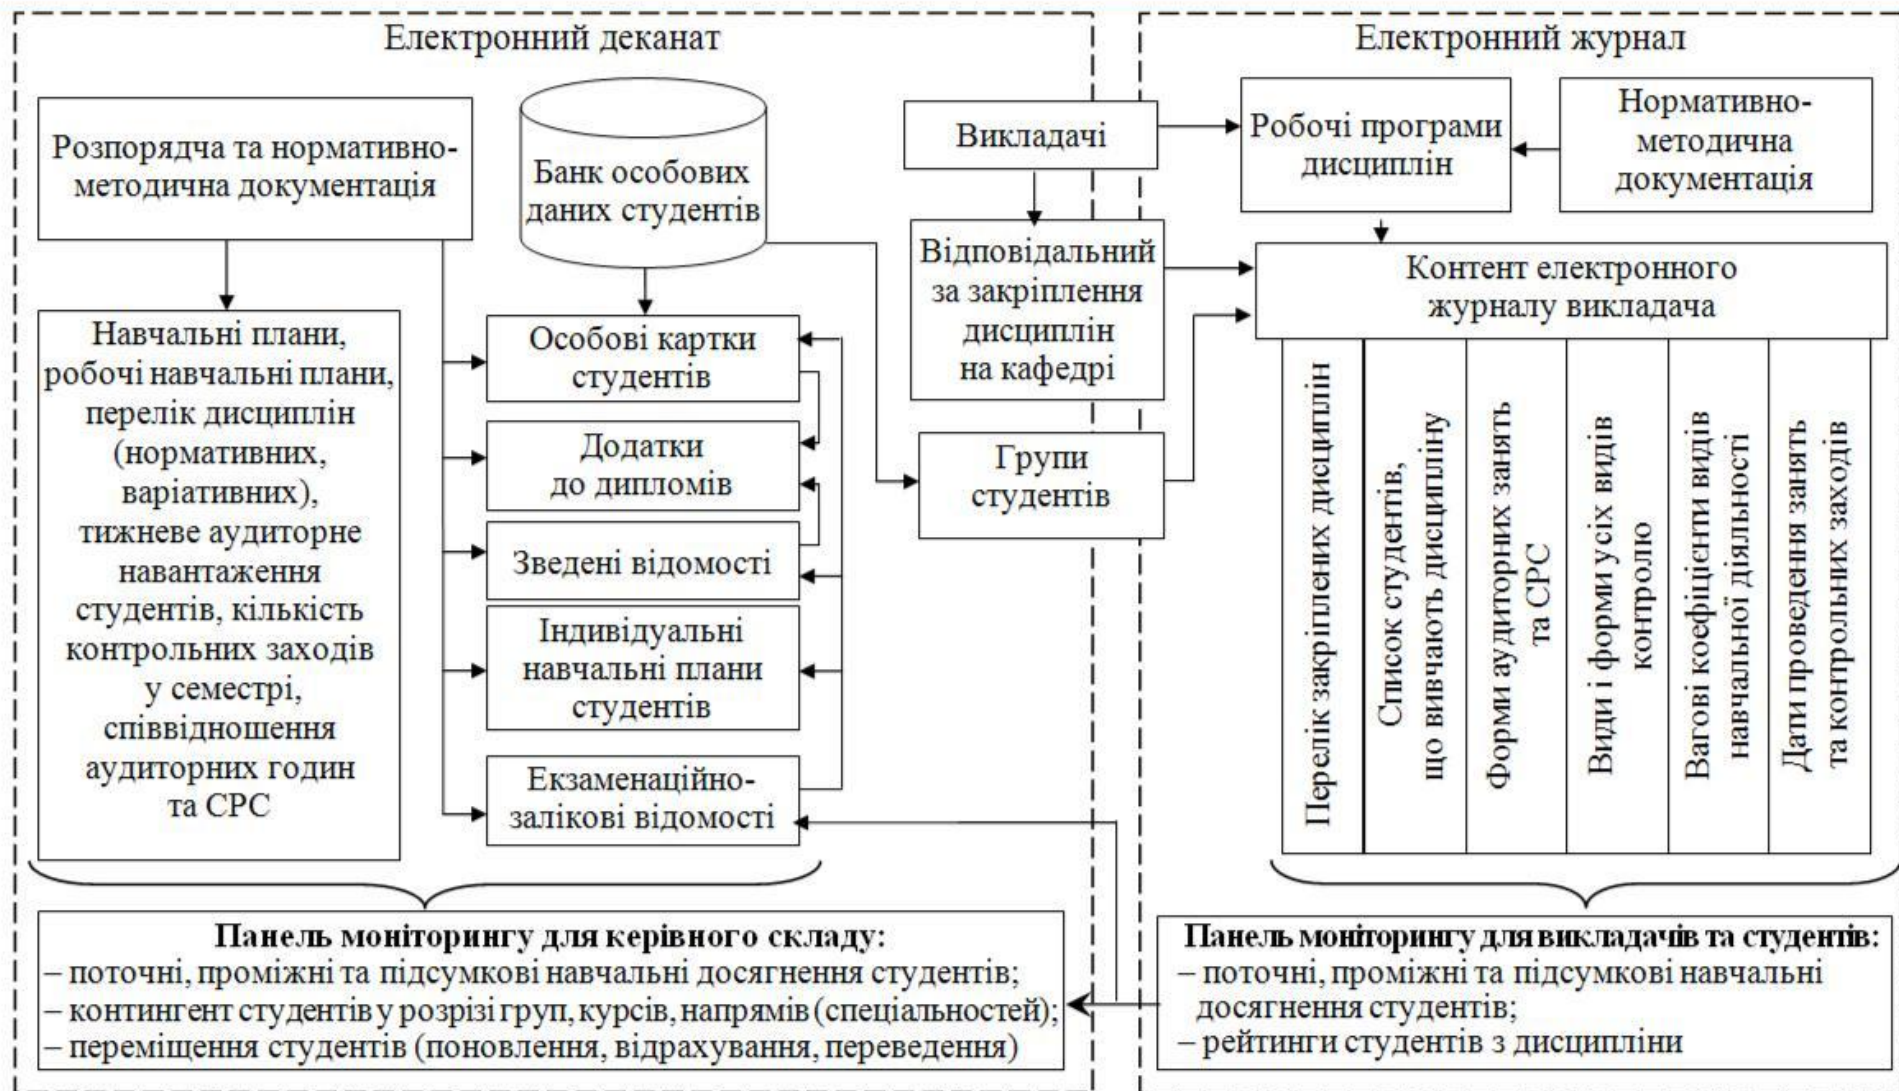 Електронний деканат
Розпорядча та нормативно-
методична документація
Банк особових
даних студентів
Навчальні плани,
робочі навчальні плани,
перелік дисциплін
(нормативних,
варіативних),
тижневе аудиторне
навантаження
студентів, кількість
контрольних заходів
у семестрі,
співвідношення
аудиторних годин
та СРС
Особові картки
студентів
Додатки
до дипломів
Зведені відомості
Індивідуальні
навчальні плани
студентів
Екзаменаційно-
залікові відомості
Викладачі
Відповідальний
за закріплення
дисциплін
на кафедрі
Групи
студентів
Електронний журнал
Робочі програми
дисциплін
Нормативно-
методична
документація
Контент електронного
журналу викладача
Перелік закріплених дисциплін
Список студентів,
що вивчають дисципліну
Форми аудиторних занять
та СРС
Види і форми усіх видів
контролю
Вагові коефіцієнти видів
навчальної діяльності
Дати проведення занять
та контрольних заходів
Панель моніторингу для керівного складу:
– поточні, проміжні та підсумкові навчальні досягнення студентів;
– контингент студентів у розрізі груп, курсів, напрямів (спеціальностей);
– переміщення студентів (поновлення, відрахування, переведення)
Панель моніторингу для викладачів та студентів:
– поточні, проміжні та підсумкові навчальні
досягнення студентів;
– рейтинги студентів з дисципліни